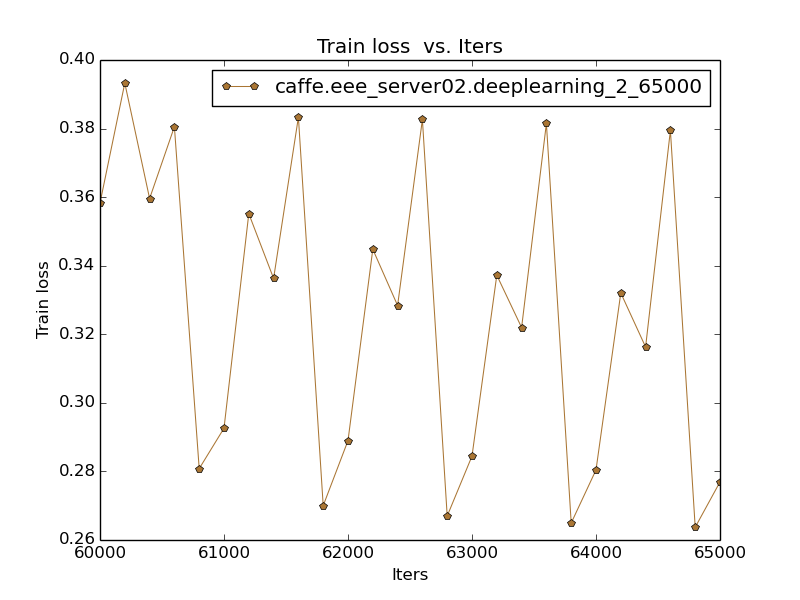 Train loss  vs. Iters
caffe.eee_server02.deeplearning_2_65000
0.40
0.38
0.36
0.34
0.32
0.30
0.28
0.26
Train loss
60000 61000 62000 63000 64000 65000
Iters